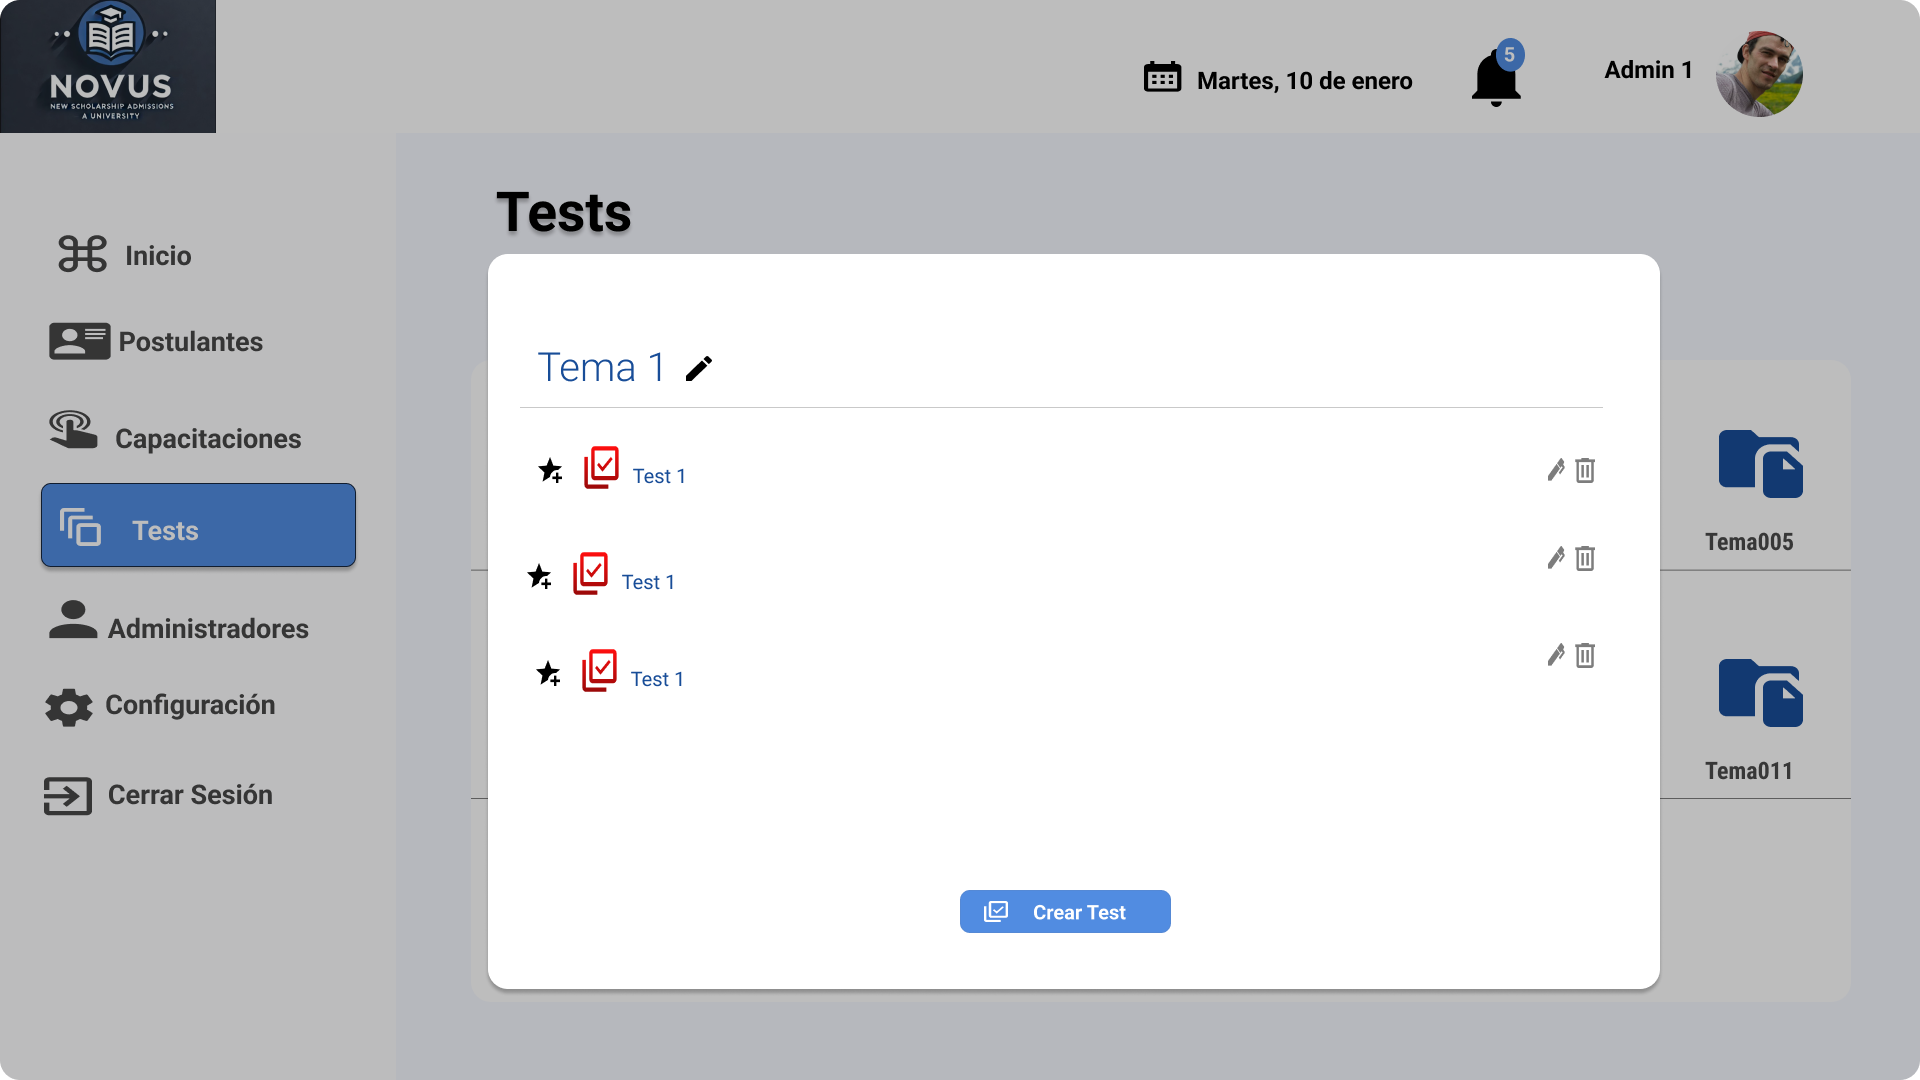 NOVUS
NEW SCHOLARSHIP ADMISSIONS
A UNIVERSITY
Martes, 10 de enero
5
Admin 1
Inicio
Postulantes
Capacitaciones
Tests
Administradores
Configuración
Cerrar Sesión
Tests
Tema 1
Test 1
Test 1
Test 1
Crear Test
Tema005
Tema011